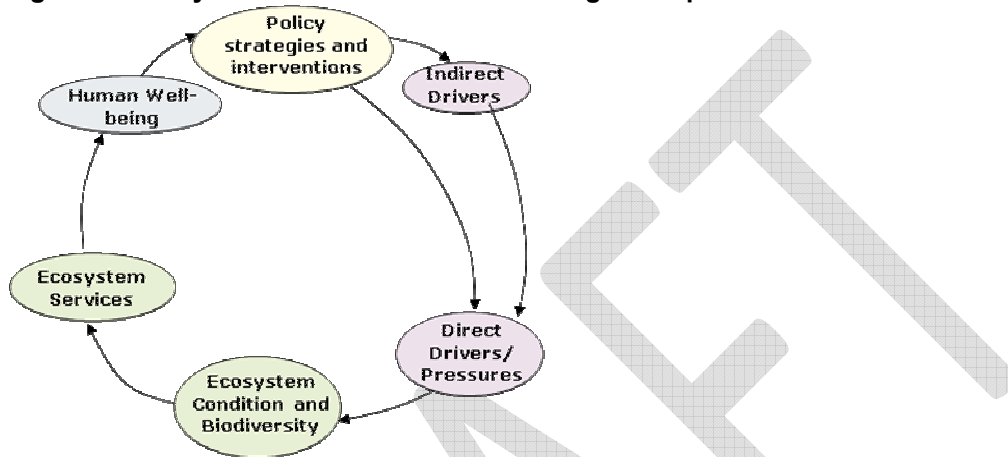 Policy
strategies and
interventions
Indirect
Drivers
Human Well-
being
Ecosystem
Services
Direct
Drivers/
Pressures
Ecosystem
Condition and
Biodiversity